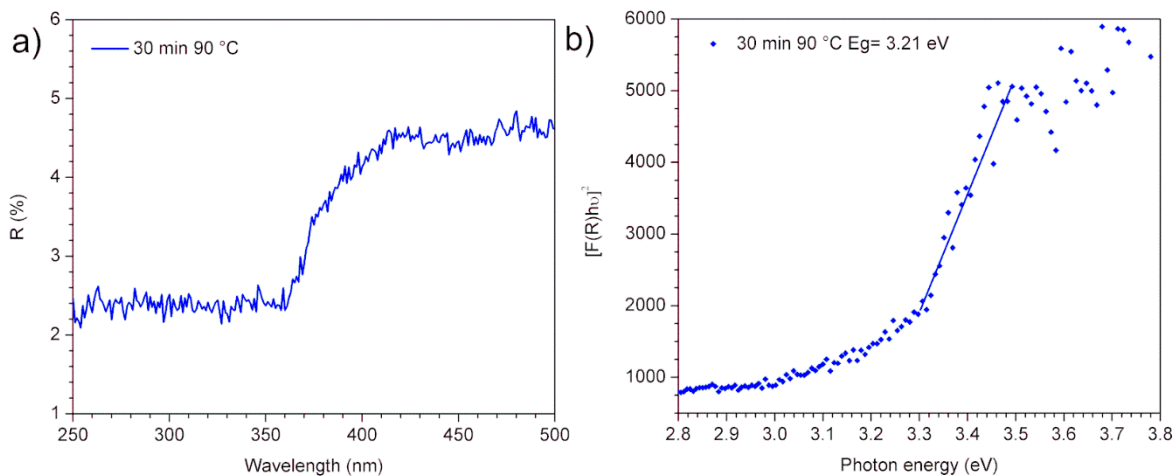 a)
30 min 90 °C
R (%)
6
5
4
3
2
1
250 300 350 400 450 500
Wavelength (nm)
b)
30 min 90 °C Eg= 3.21 eV
[F(R)hυ]²
6000
5000
4000
3000
2000
1000
2.8 2.9 3.0 3.1 3.2 3.3 3.4 3.5 3.6 3.7 3.8
Photon energy (eV)